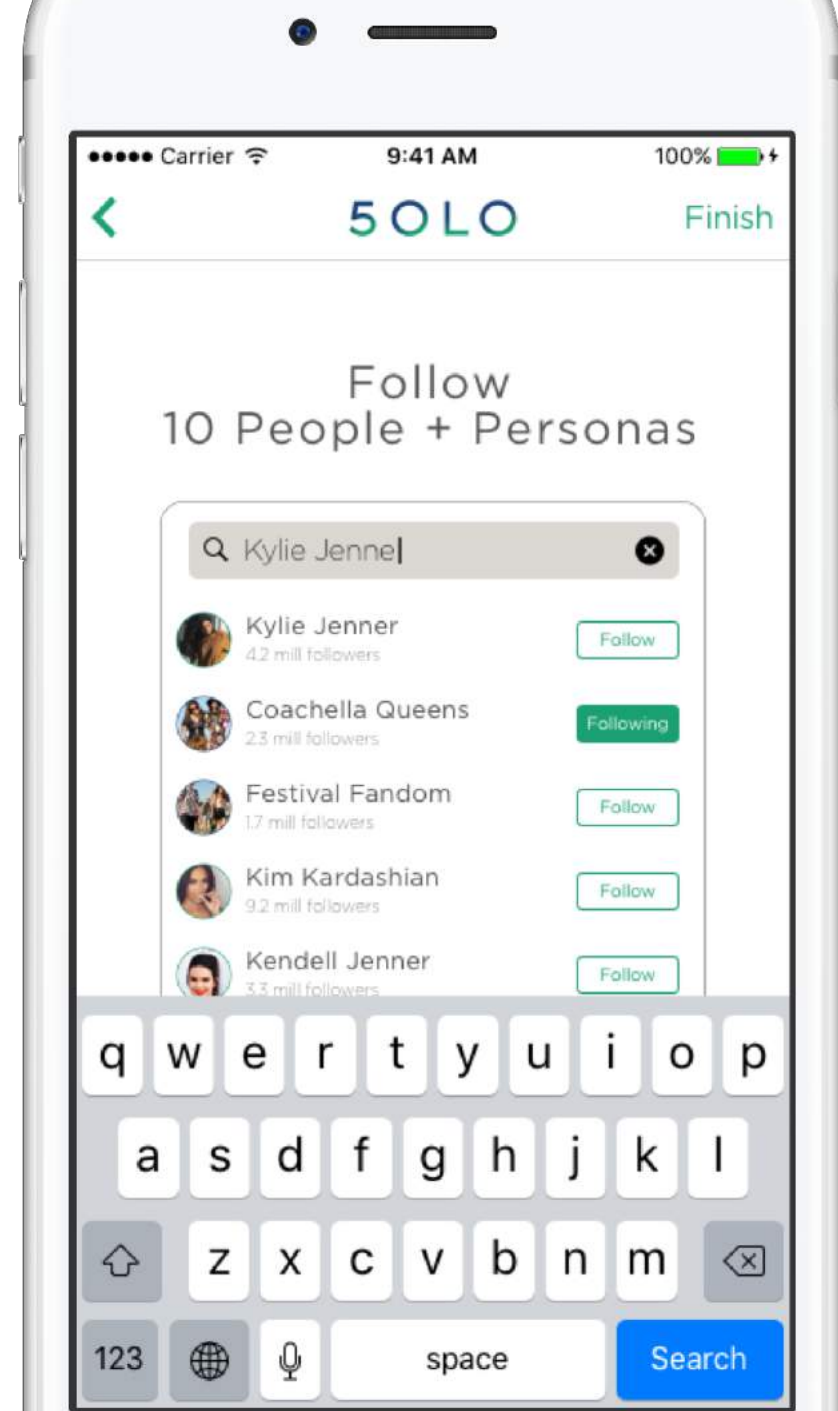 Carrier 9:41 AM 100%
5OLO Finish
Follow
10 People + Personas
Kylie Jenne
Kylie Jenner Follow
4.2 mill followers
Coachella Queens Following
2.3 mill followers
Festival Fandom Follow
1.7 mill followers
Kim Kardashian Follow
9.2 mill followers
Kendell Jenner Follow
3.3 mill followers
q w e r t y u i o p
a s d f g h j k l
z x c v b n m
123 space Search